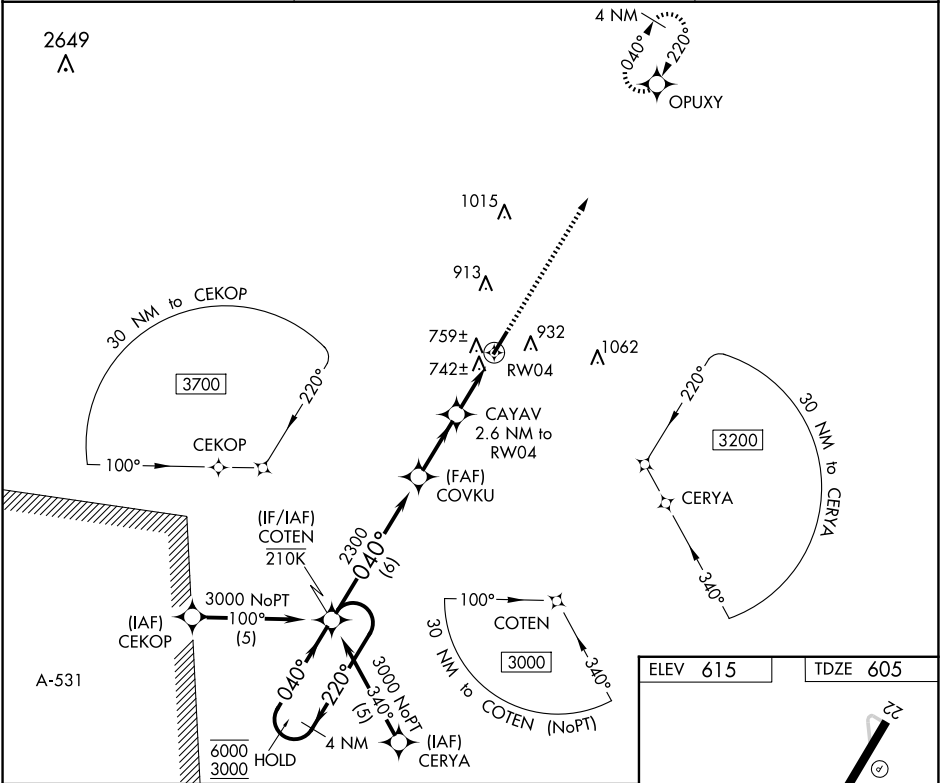 2649
4 NM
040°
220°
OPUXY
1015
913
759±
742±
932
1062
RW04
30 NM to CEKOP
3700
220°
CEKOP
100°
CAYAV
2.6 NM to
RW04
220°
30 NM to CERYA
3200
CERYA
340°
(FAF)
COVKU
(IF/IAF)
COTEN
210K
2300
040°
(6)
3000 NoPT
100°
(5)
(IAF)
CEKOP
A-531
040°
220°
3000 NoPT
340°
(5)
100°
COTEN
3000
340°
30 NM to COTEN (NoPT)
6000
3000
HOLD
4 NM
(IAF)
CERYA
ELEV 615
TDZE 605
22
P